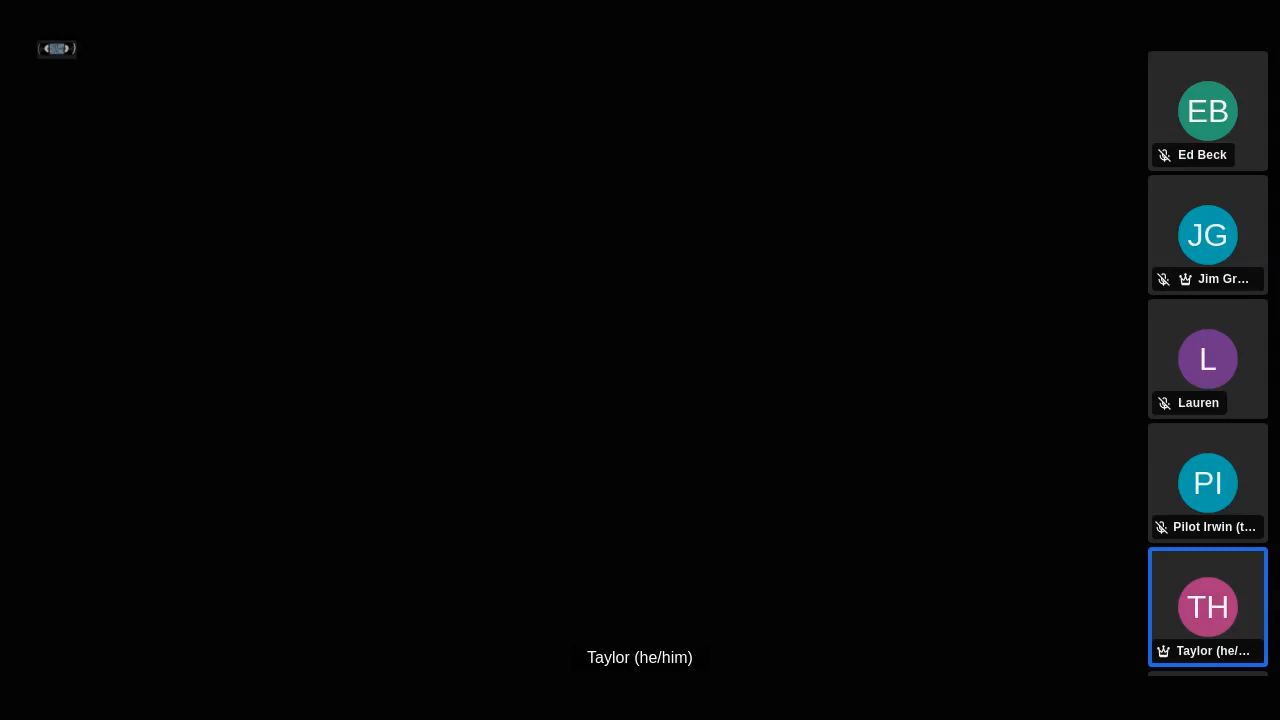 EB
Ed Beck
JG
Jim Gr...
L
Lauren
PI
Pilot Irwin (t...
TH
Taylor (he/...
Taylor (he/him)